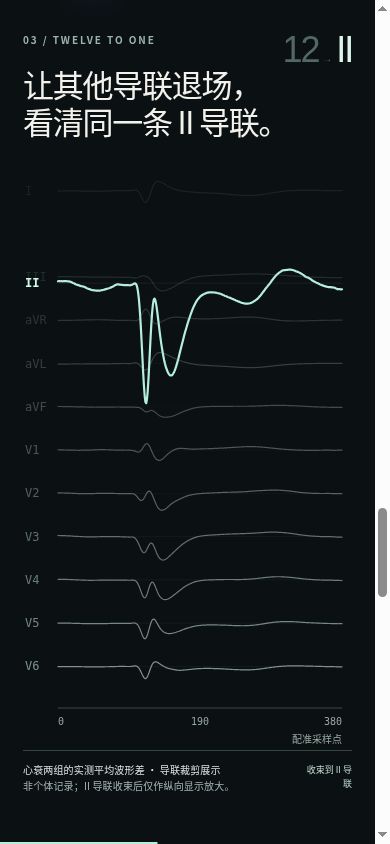 03 / TWELVE TO ONE
12 → II
让其他导联退场，
看清同一条 II 导联。
I
III
II
aVR
aVL
aVF
V1
V2
V3
V4
V5
V6
0 190 380
配准采样点
心衰两组的实测平均波形差 · 导联裁剪展示
非个体记录；II 导联收束后仅作纵向显示放大。
收束到 II 导
联